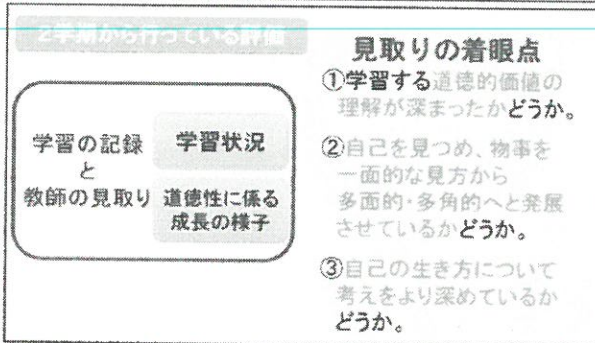 2学期から行っている評価
学習の記録
と
教師の見取り
学習状況
道徳性に係る
成長の様子
見取りの着眼点
①学習する道徳的価値の
理解が深まったかどうか。
②自己を見つめ、物事を
一面的な見方から
多面的・多角的へと発展
させているかどうか。
③自己の生き方について
考えをより深めているか
どうか。